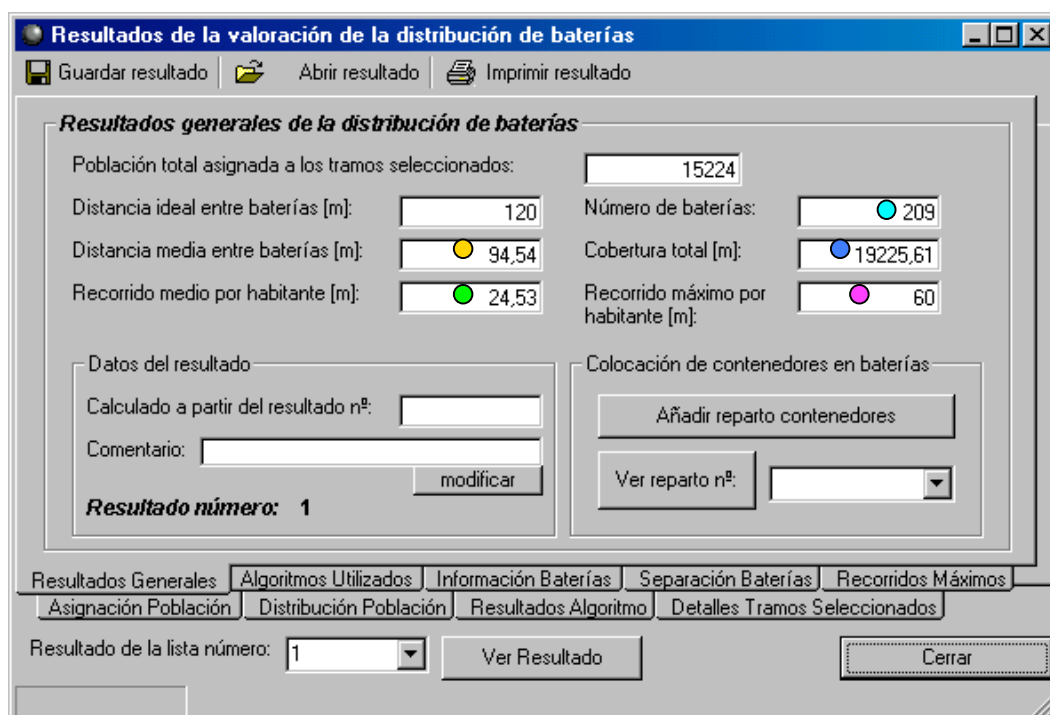 Resultados de la valoración de la distribución de baterías
Guardar resultado Abrir resultado Imprimir resultado
Resultados generales de la distribución de baterías
Población total asignada a los tramos seleccionados: 15224
Distancia ideal entre baterías [m]: 120 Número de baterías: 209
Distancia media entre baterías [m]: 94,54 Cobertura total [m]: 19225,61
Recorrido medio por habitante [m]: 24,53 Recorrido máximo por habitante [m]: 60
Datos del resultado
Calculado a partir del resultado nº:
Comentario:
modificar
Resultado número: 1
Colocación de contenedores en baterías
Añadir reparto contenedores
Ver reparto nº:
Resultados Generales Algoritmos Utilizados Información Baterías Separación Baterías Recorridos Máximos
Asignación Población Distribución Población Resultados Algoritmo Detalles Tramos Seleccionados
Resultado de la lista número: 1 Ver Resultado Cerrar